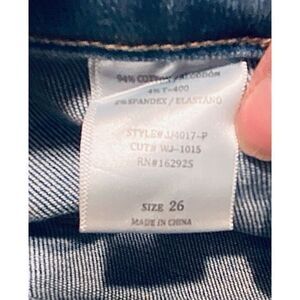 94% COTTON / ALGODON
4% T-400
2% SPANDEX / ELASTANO
STYLE# JJ4017-P
CUT# WJ-1015
RN#162925
SIZE 26
MADE IN CHINA